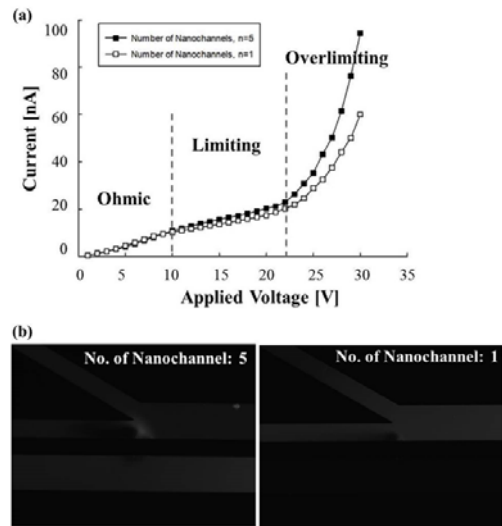 (a)
Number of Nanochannels, n=5
Number of Nanochannels, n=1
Current [nA]
100
80
60
40
20
0
Ohmic
Limiting
Overlimiting
0 5 10 15 20 25 30 35
Applied Voltage [V]
(b)
No. of Nanochannel: 5
No. of Nanochannel: 1